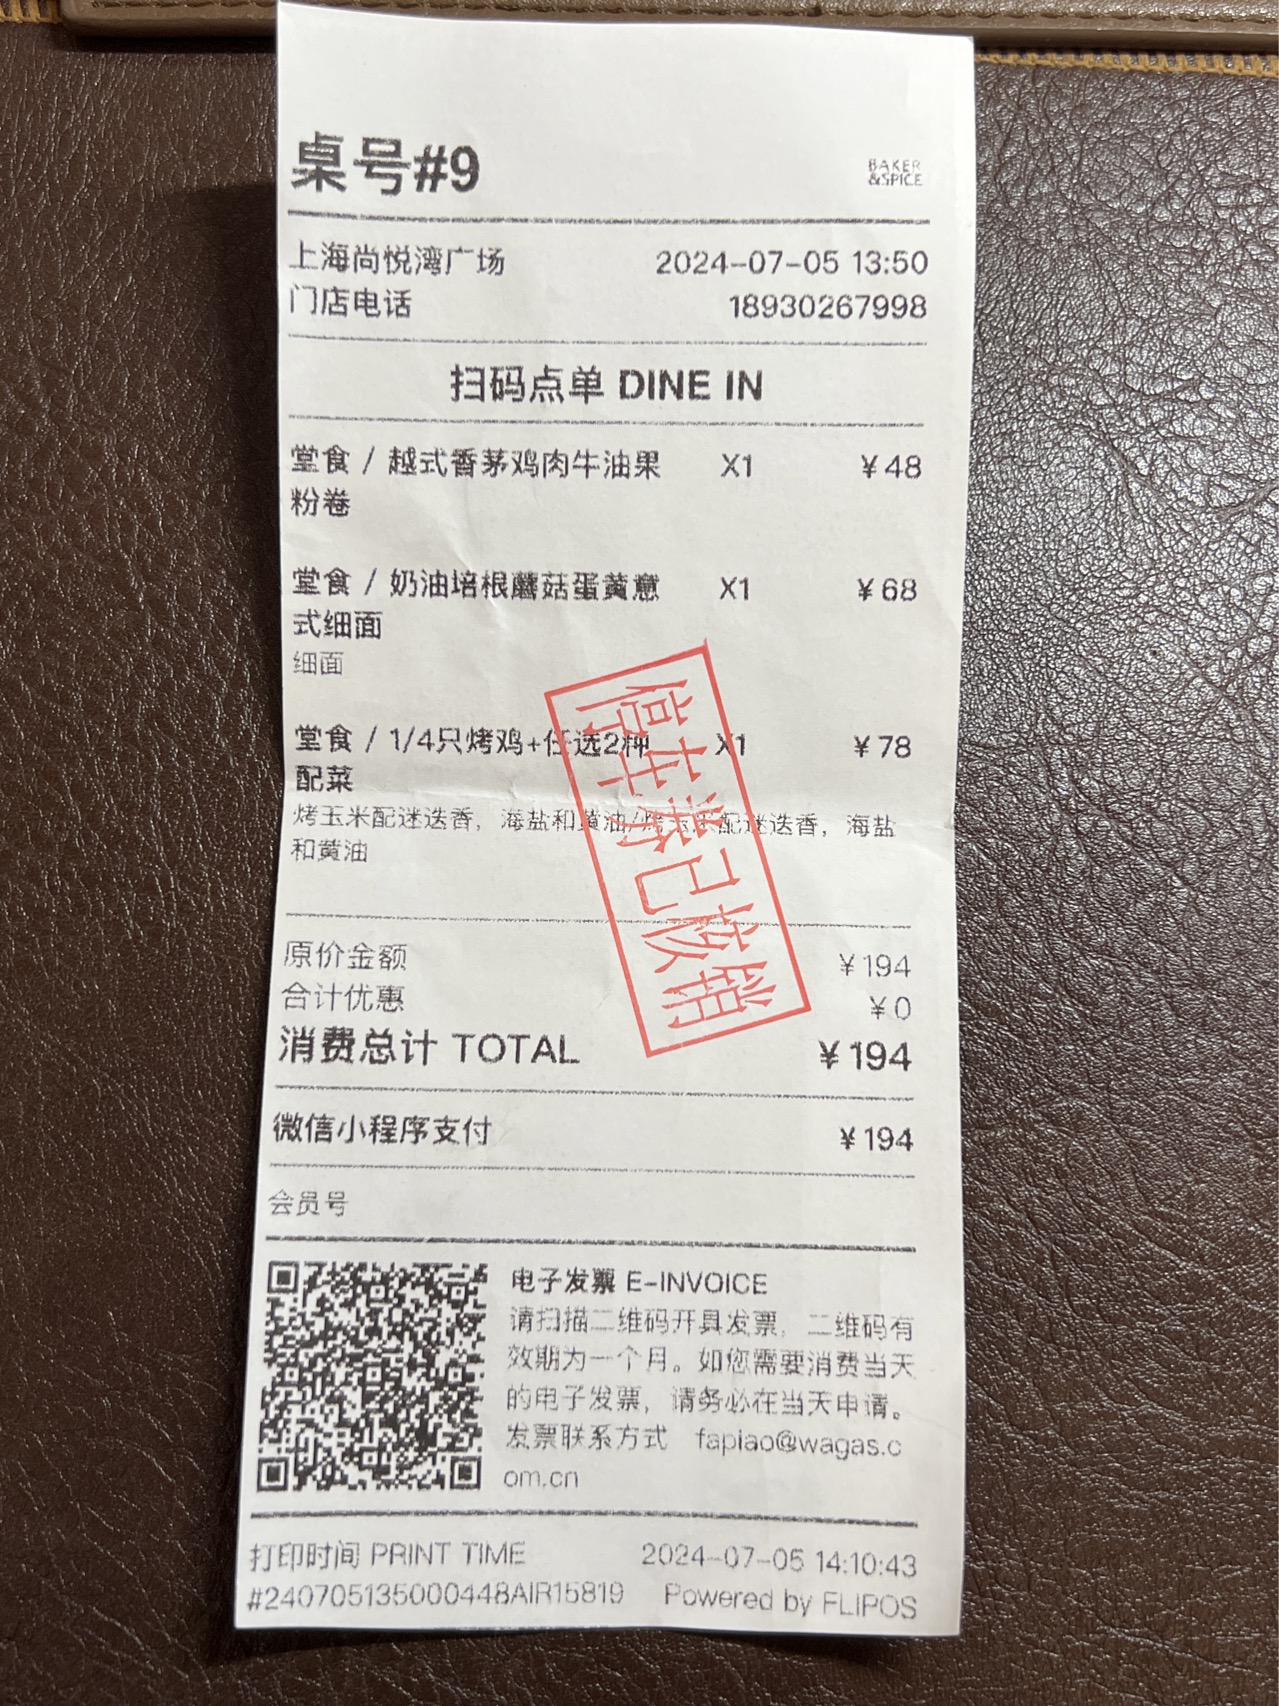 桌号#9
BAKER
&SPICE
上海尚悦湾广场 2024-07-05 13:50
门店电话 18930267998
扫码点单 DINE IN
堂食 / 越式香茅鸡肉牛油果 X1 ¥48
粉卷
堂食 / 奶油培根蘑菇蛋黄意 X1 ¥68
式细面
细面
堂食 / 1/4只烤鸡+任选2种 X1 ¥78
配菜
烤玉米配迷迭香，海盐和黄油/烤玉米配迷迭香，海盐
和黄油
停车券已核销
原价金额 ¥194
合计优惠 ¥0
消费总计 TOTAL ¥194
微信小程序支付 ¥194
会员号
电子发票 E-INVOICE
请扫描二维码开具发票，二维码有
效期为一个月。如您需要消费当天
的电子发票，请务必在当天申请。
发票联系方式 fapiao@wagas.c
om.cn
打印时间 PRINT TIME 2024-07-05 14:10:43
#240705135000448AIR15819 Powered by FLIPOS